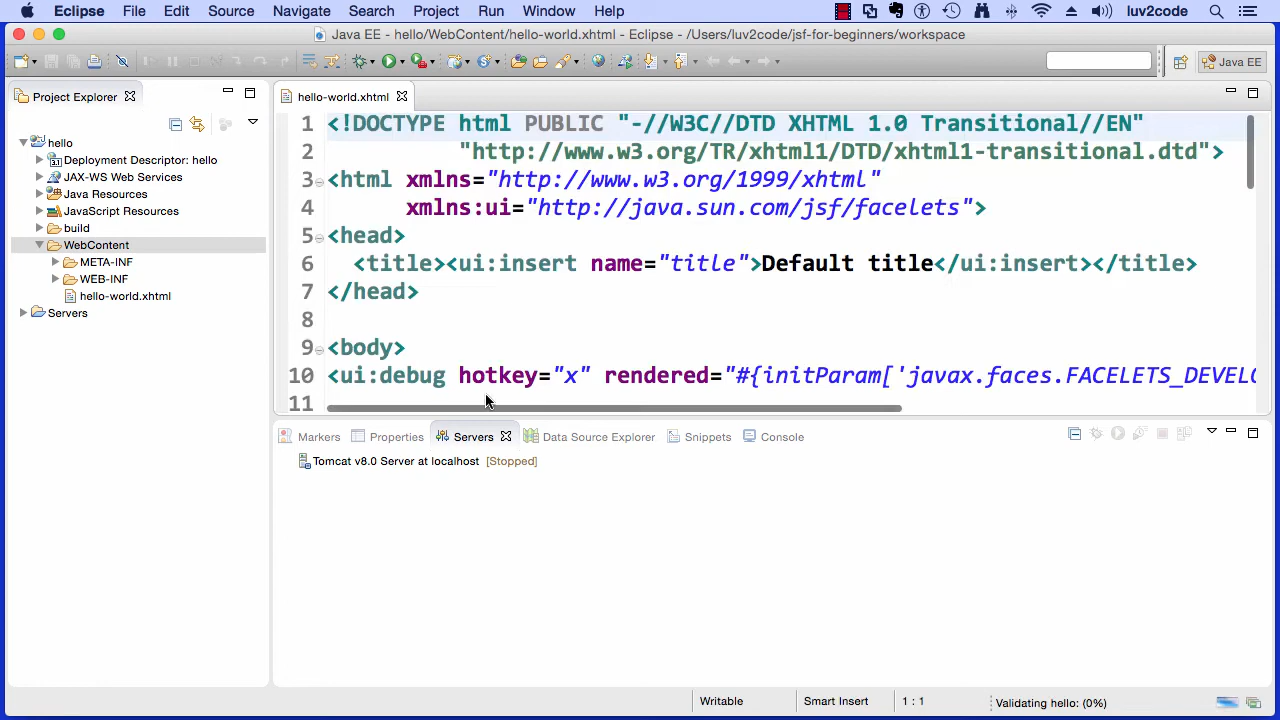 Eclipse File Edit Source Navigate Search Project Run Window Help luv2code
Java EE - hello/WebContent/hello-world.xhtml - Eclipse - /Users/luv2code/jsf-for-beginners/workspace
Java EE
Project Explorer
hello
Deployment Descriptor: hello
JAX-WS Web Services
Java Resources
JavaScript Resources
build
WebContent
META-INF
WEB-INF
hello-world.xhtml
Servers
hello-world.xhtml
1 <!DOCTYPE html PUBLIC "-//W3C//DTD XHTML 1.0 Transitional//EN"
2 "http://www.w3.org/TR/xhtml1/DTD/xhtml1-transitional.dtd">
3 <html xmlns="http://www.w3.org/1999/xhtml"
4 xmlns:ui="http://java.sun.com/jsf/facelets">
5 <head>
6 <title><ui:insert name="title">Default title</ui:insert></title>
7 </head>
8
9 <body>
10 <ui:debug hotkey="x" rendered="#{initParam['javax.faces.FACELETS_DEVELO
11
Markers Properties Servers Data Source Explorer Snippets Console
Tomcat v8.0 Server at localhost [Stopped]
Writable Smart Insert 1 : 1 Validating hello: (0%)